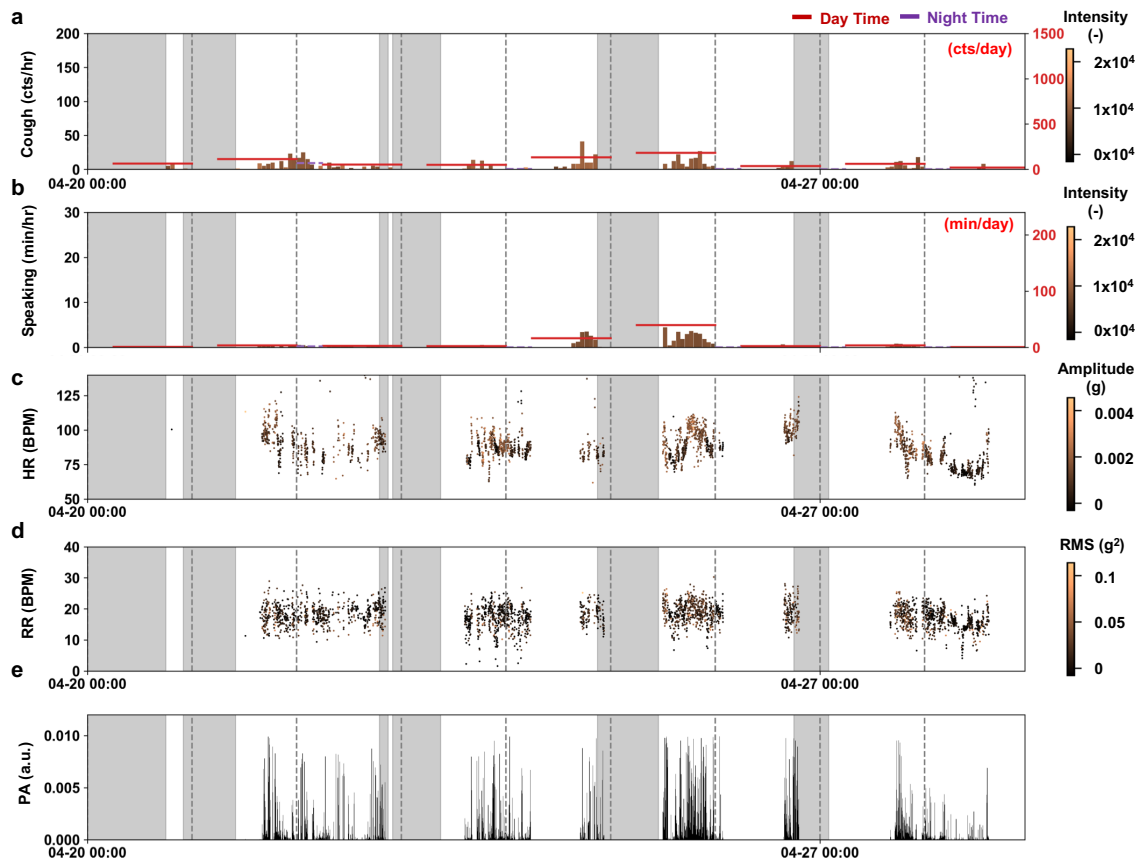 a
Day Time
Night Time
Intensity
(-)
Cough (cts/hr)
200
150
100
50
0
(cts/day)
1500
1000
500
0
2x10⁴
1x10⁴
0x10⁴
04-20 00:00
04-27 00:00
b
Speaking (min/hr)
30
20
10
0
(min/day)
200
100
0
Intensity
(-)
2x10⁴
1x10⁴
0x10⁴
04-20 00:00
04-27 00:00
c
HR (BPM)
125
100
75
50
Amplitude
(g)
0.004
0.002
0
04-20 00:00
04-27 00:00
d
RR (BPM)
40
30
20
10
0
RMS (g²)
0.1
0.05
0
04-20 00:00
04-27 00:00
e
PA (a.u.)
0.010
0.005
0.000
04-20 00:00
04-27 00:00